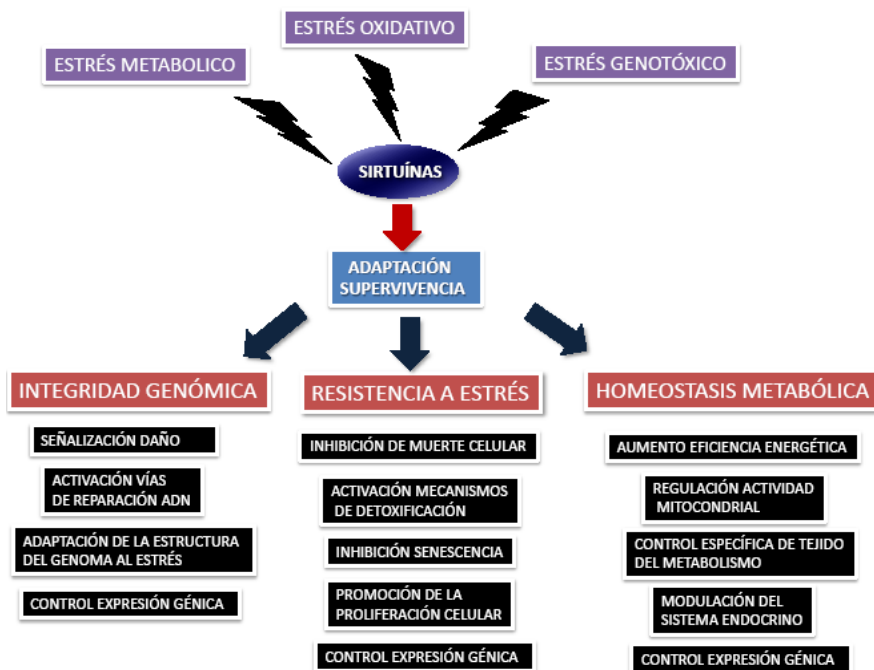 ESTRÉS OXIDATIVO
ESTRÉS METABOLICO
ESTRÉS GENOTÓXICO
SIRTUÍNAS
ADAPTACIÓN
SUPERVIVENCIA
INTEGRIDAD GENÓMICA
SEÑALIZACIÓN DAÑO
ACTIVACIÓN VÍAS
DE REPARACIÓN ADN
ADAPTACIÓN DE LA ESTRUCTURA
DEL GENOMA AL ESTRÉS
CONTROL EXPRESIÓN GÉNICA
RESISTENCIA A ESTRÉS
INHIBICIÓN DE MUERTE CELULAR
ACTIVACIÓN MECANISMOS
DE DETOXIFICACIÓN
INHIBICIÓN SENESCENCIA
PROMOCIÓN DE LA
PROLIFERACIÓN CELULAR
CONTROL EXPRESIÓN GÉNICA
HOMEOSTASIS METABÓLICA
AUMENTO EFICIENCIA ENERGÉTICA
REGULACIÓN ACTIVIDAD
MITOCONDRIAL
CONTROL ESPECÍFICA DE TEJIDO
DEL METABOLISMO
MODULACIÓN DEL
SISTEMA ENDOCRINO
CONTROL EXPRESIÓN GÉNICA